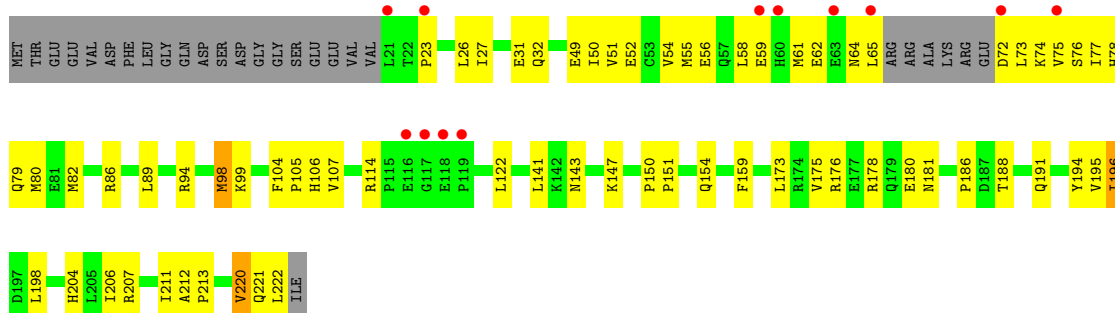 MET THR GLU GLU VAL ASP PHE LEU GLY GLN ASP SER ASP GLY GLY SER GLU GLU VAL VAL L21 T22 P23 L26 I27 E31 Q32 E49 I50 V51 E52 C53 V54 M55 E56 Q57 L58 E59 H60 M61 E62 E63 N64 L65 ARG ARG ALA LYS ARG GLU D72 L73 K74 V75 S76 I77 H78
Q79 M80 E81 M82 R86 L89 R94 M98 K99 F104 P105 H106 V107 R114 P115 E116 G117 E118 P119 L122 L141 K142 N143 K147 P150 P151 Q154 F159 L173 R174 V175 R176 E177 R178 Q179 E180 N181 P186 D187 T188 Q191 Y194 V195 I196
D197 L198 H204 L205 I206 R207 I211 A212 P213 V220 Q221 L222 ILE